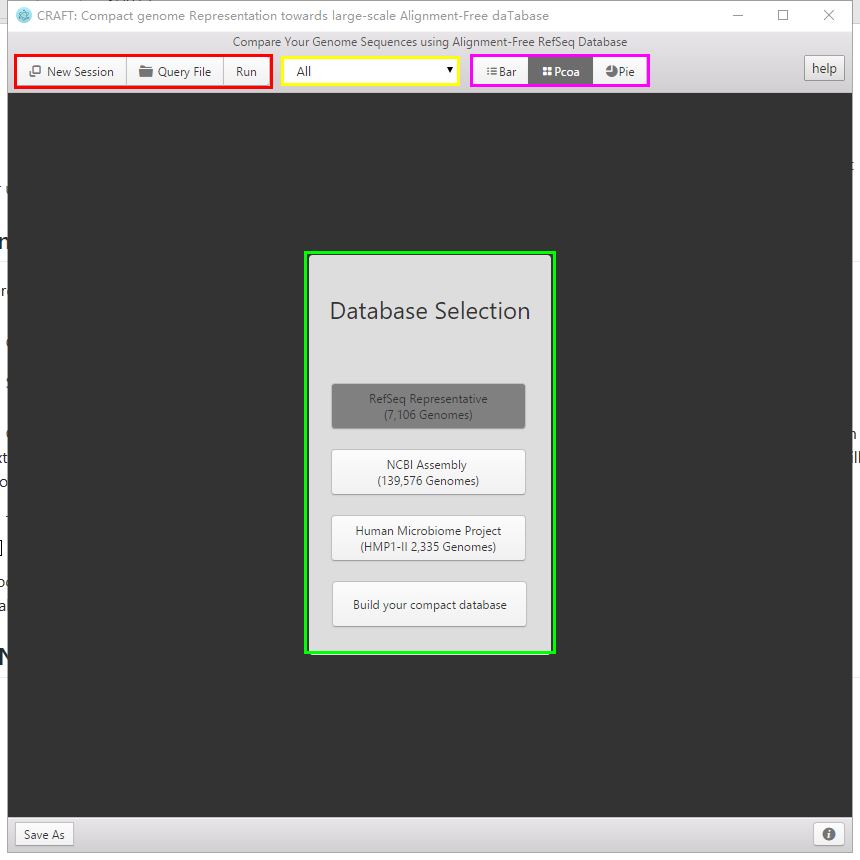 CRAFT: Compact genome Representation towards large-scale Alignment-Free daTabase
Compare Your Genome Sequences using Alignment-Free RefSeq Database
New Session Query File Run All Bar Pcoa Pie help
Database Selection
RefSeq Representative
(7,106 Genomes)
NCBI Assembly
(139,576 Genomes)
Human Microbiome Project
(HMP1-II 2,335 Genomes)
Build your compact database
Save As